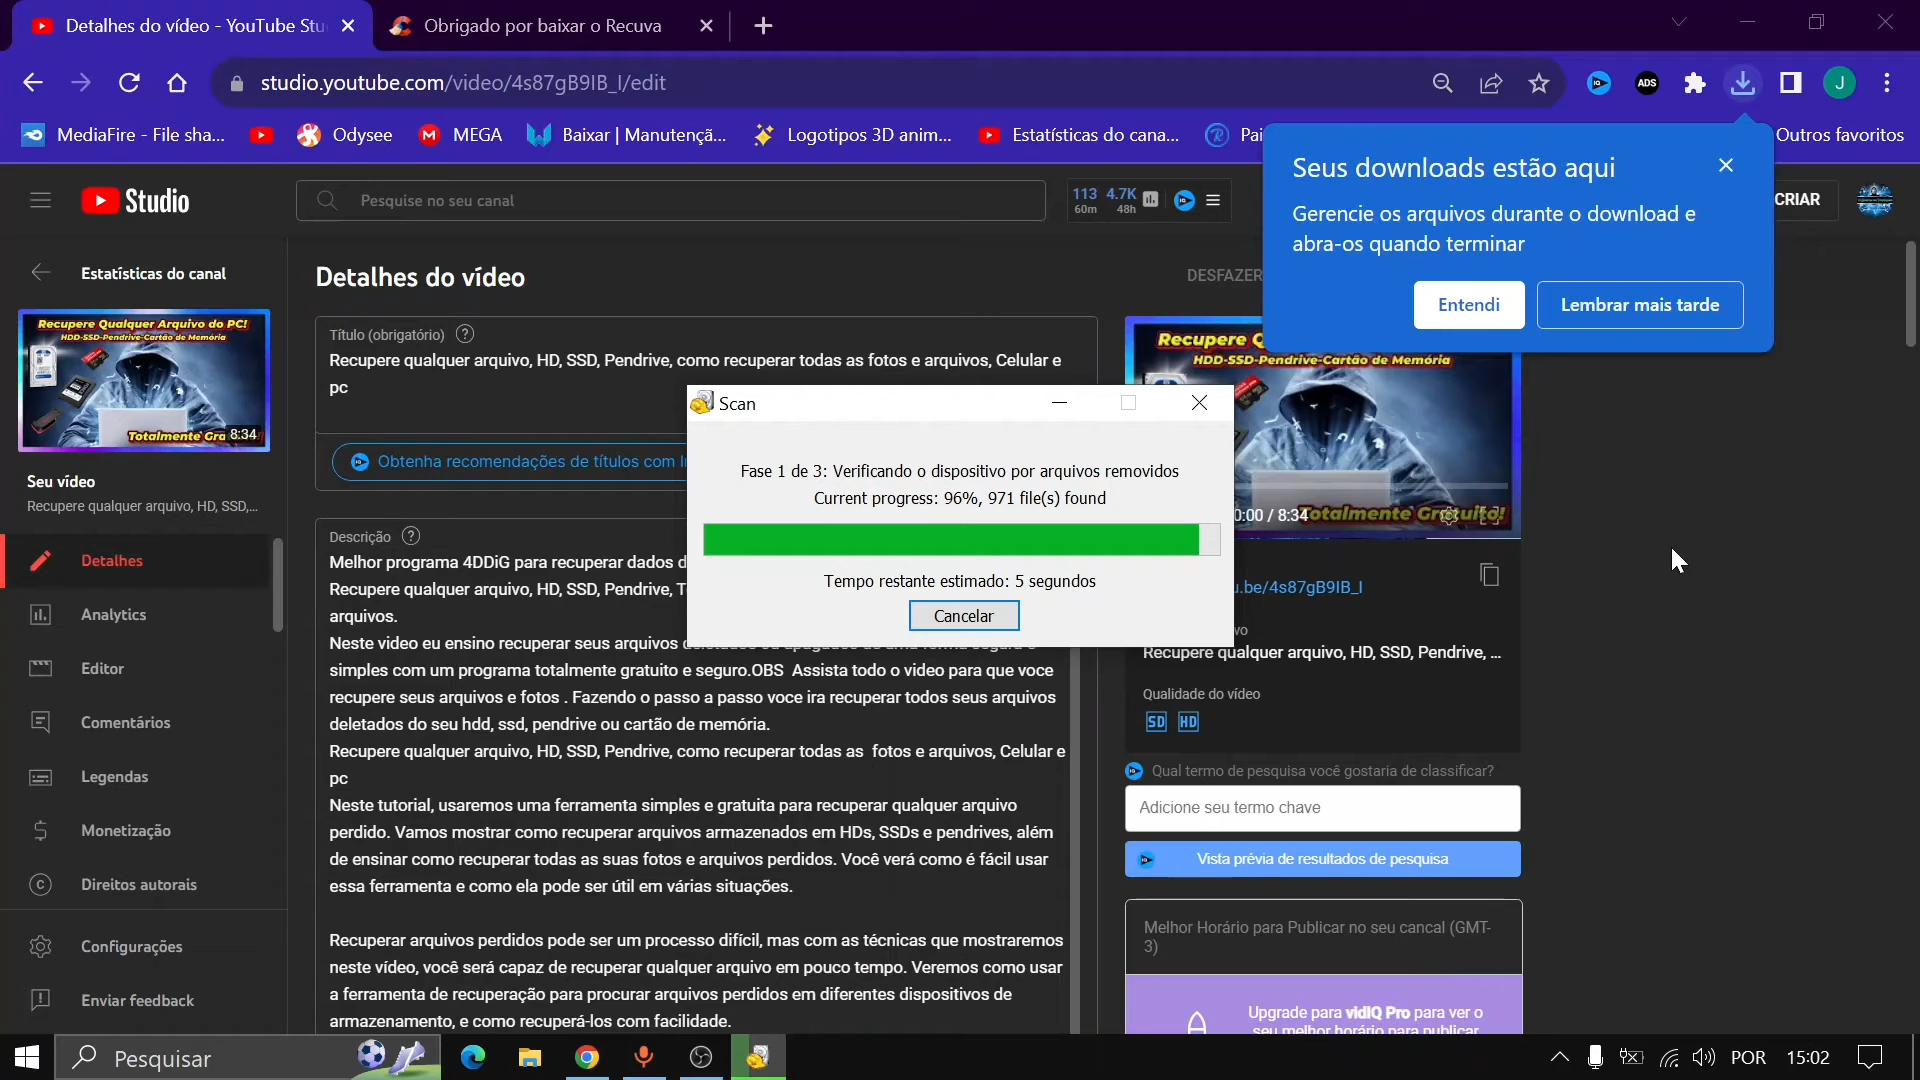 Detalhes do vídeo - YouTube Stu
Obrigado por baixar o Recuva
studio.youtube.com/video/4s87gB9IB_I/edit
ADS
J
MediaFire - File sha...
Odysee
MEGA
Baixar | Manutençã...
Logotipos 3D anim...
Estatísticas do cana...
Pai
Outros favoritos
Seus downloads estão aqui
Gerencie os arquivos durante o download e
abra-os quando terminar
Entendi
Lembrar mais tarde
Studio
Pesquise no seu canal
113 4.7K
60m 48h
CRIAR
Estatísticas do canal
Recupere Qualquer Arquivo do PC!
HDD-SSD-Pendrive-Cartão de Memória
Totalmente Gra
8:34
Seu vídeo
Recupere qualquer arquivo, HD, SSD,...
Detalhes
Analytics
Editor
Comentários
Legendas
Monetização
Direitos autorais
Configurações
Enviar feedback
Detalhes do vídeo
DESFAZER
Título (obrigatório)
Recupere qualquer arquivo, HD, SSD, Pendrive, como recuperar todas as fotos e arquivos, Celular e
pc
Obtenha recomendações de títulos com I
Descrição
Melhor programa 4DDiG para recuperar dados d
Recupere qualquer arquivo, HD, SSD, Pendrive, T
arquivos.
Neste video eu ensino recuperar seus arquivos deletados ou apagados de uma forma segura e
simples com um programa totalmente gratuito e seguro.OBS Assista todo o video para que voce
recupere seus arquivos e fotos . Fazendo o passo a passo voce ira recuperar todos seus arquivos
deletados do seu hdd, ssd, pendrive ou cartão de memória.
Recupere qualquer arquivo, HD, SSD, Pendrive, como recuperar todas as fotos e arquivos, Celular e
pc
Neste tutorial, usaremos uma ferramenta simples e gratuita para recuperar qualquer arquivo
perdido. Vamos mostrar como recuperar arquivos armazenados em HDs, SSDs e pendrives, além
de ensinar como recuperar todas as suas fotos e arquivos perdidos. Você verá como é fácil usar
essa ferramenta e como ela pode ser útil em várias situações.
Recuperar arquivos perdidos pode ser um processo difícil, mas com as técnicas que mostraremos
neste vídeo, você será capaz de recuperar qualquer arquivo em pouco tempo. Veremos como usar
a ferramenta de recuperação para procurar arquivos perdidos em diferentes dispositivos de
armazenamento, e como recuperá-los com facilidade.
Scan
Fase 1 de 3: Verificando o dispositivo por arquivos removidos
Current progress: 96%, 971 file(s) found
Tempo restante estimado: 5 segundos
Cancelar
Recupere Q
HDD-SSD-Pendrive-Cartão de Memória
Totalmente Gratuito!
0:00 / 8:34
u.be/4s87gB9IB_I
vo
Recupere qualquer arquivo, HD, SSD, Pendrive, ...
Qualidade do vídeo
SD HD
Qual termo de pesquisa você gostaria de classificar?
Adicione seu termo chave
Vista prévia de resultados de pesquisa
Melhor Horário para Publicar no seu cancal (GMT-
3)
Upgrade para vidIQ Pro para ver o
seu melhor horário para publicar
Pesquisar
POR
15:02